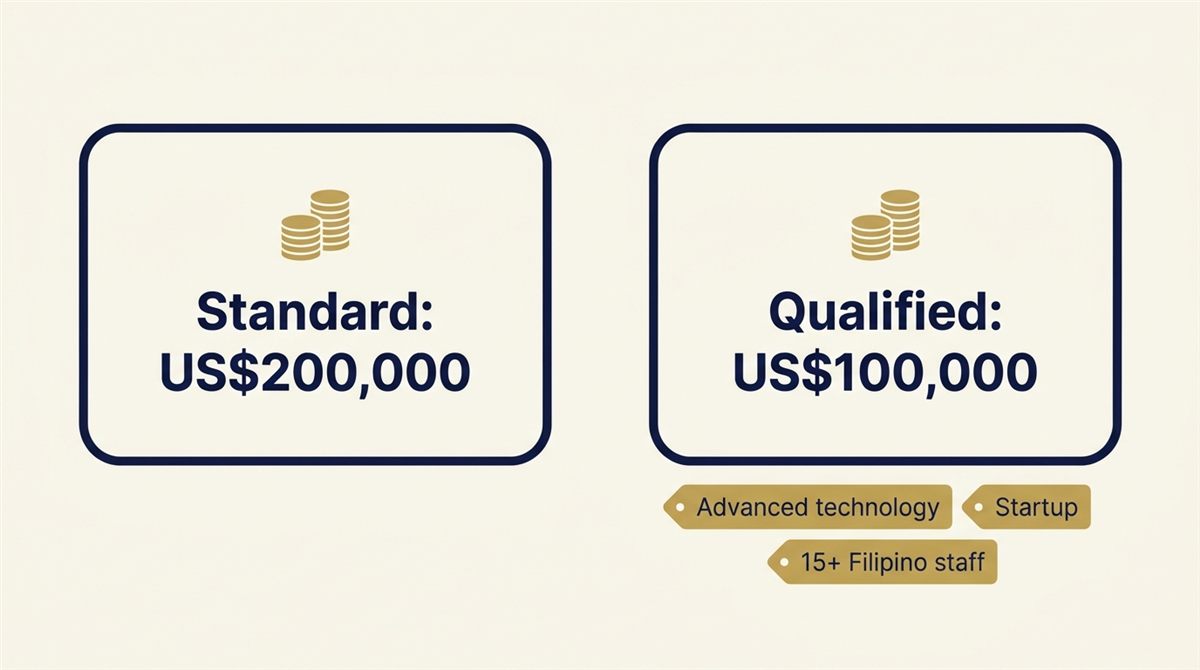 Standard:
US$200,000
Qualified:
US$100,000
Advanced technology
Startup
15+ Filipino staff